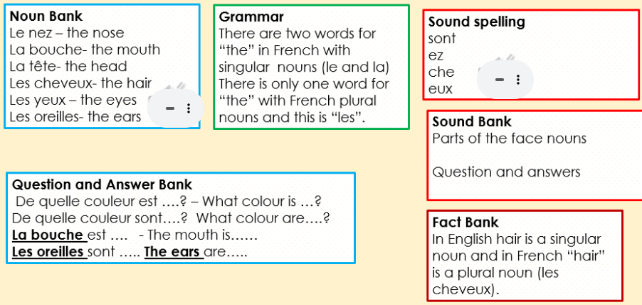 Noun Bank
Le nez – the nose
La bouche- the mouth
La tête- the head
Les cheveux- the hair
Les yeux – the eyes
Les oreilles- the ears
Grammar
There are two words for
“the” in French with
singular nouns (le and la)
There is only one word for
“the” with French plural
nouns and this is “les”.
Sound spelling
sont
ez
che
eux
Sound Bank
Parts of the face nouns
Question and answers
Question and Answer Bank
De quelle couleur est ….? – What colour is …?
De quelle couleur sont….? What colour are….?
La bouche est …. - The mouth is……
Les oreilles sont ….. The ears are…..
Fact Bank
In English hair is a singular
noun and in French “hair”
is a plural noun (les
cheveux).